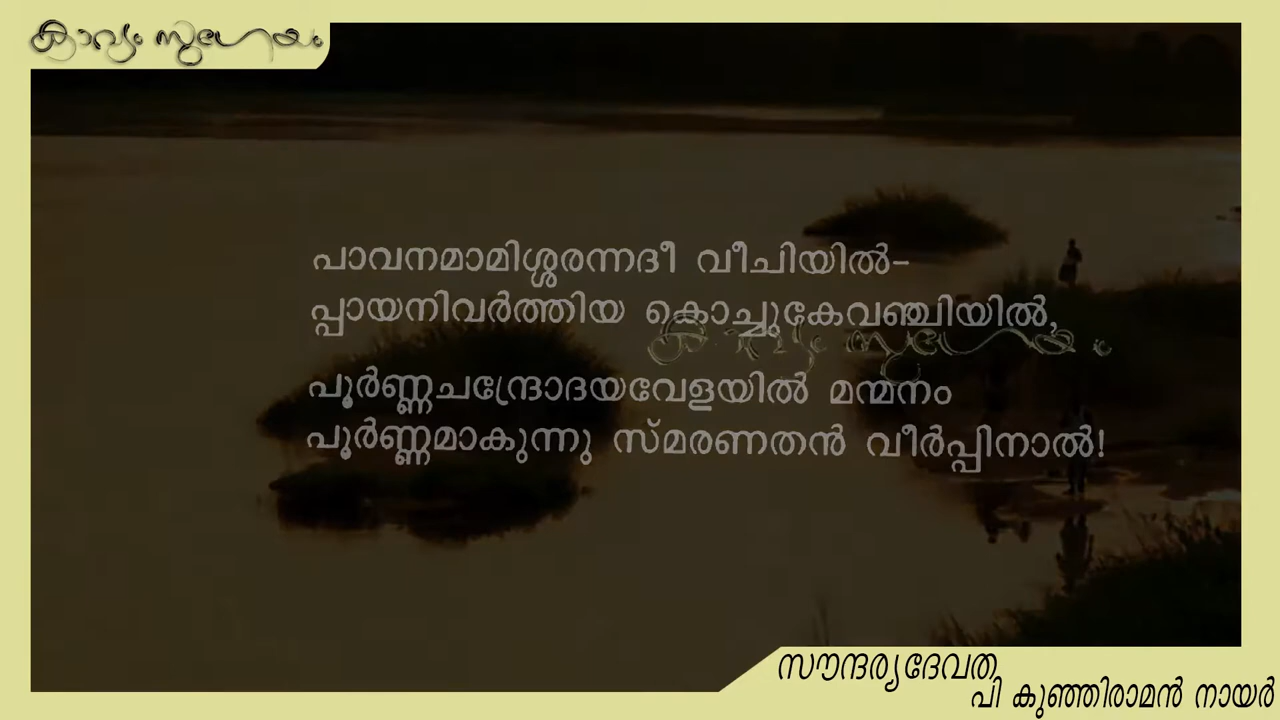 കാവ്യം സുഗേയം
പാവനമാമിശ്ശരന്നദീ വീചിയിൽ-
പ്പായനിവർത്തിയ കൊച്ചുകേവഞ്ചിയിൽ,
കാവ്യം സുഗേയം
പൂർണ്ണചന്ദ്രോദയവേളയിൽ മന്മനം
പൂർണ്ണമാകുന്നു സ്മരണതൻ വീർപ്പിനാൽ!
സൗന്ദര്യദേവത
പി കുഞ്ഞിരാമൻ നായർ